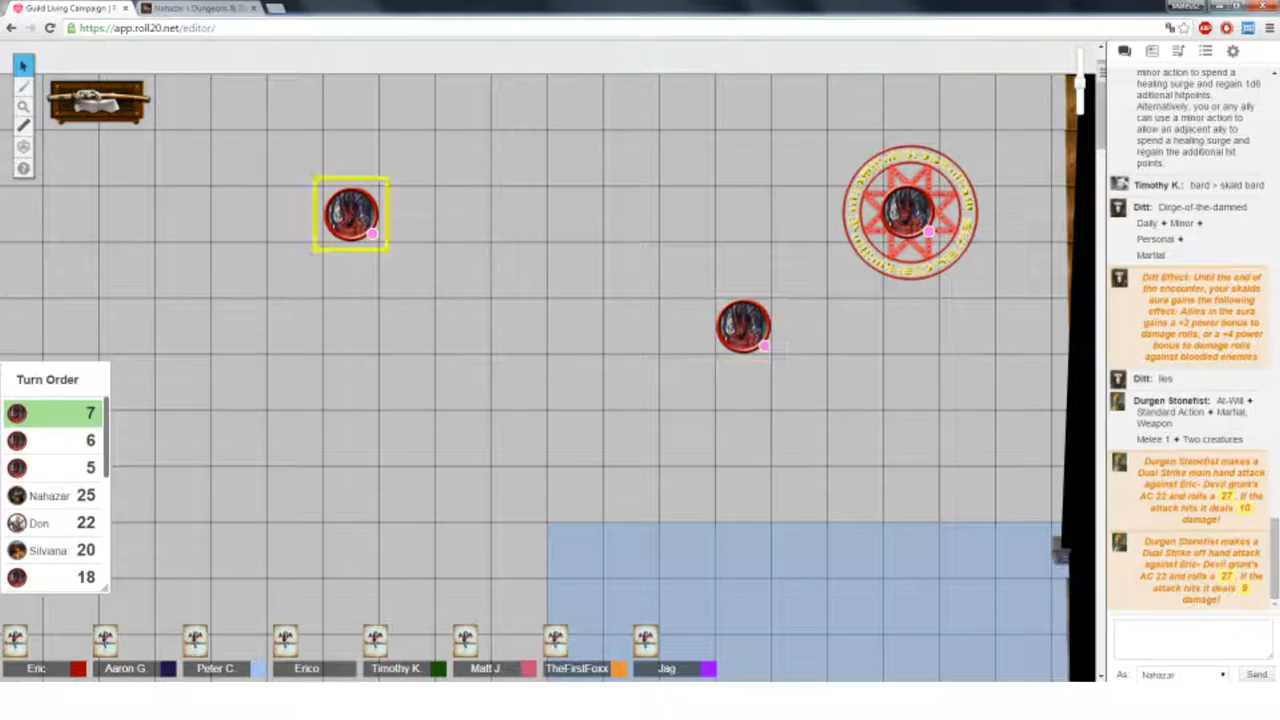 Guild Living Campaign | F
Nahazar : Dungeons & D
Mateusz
https://app.roll20.net/editor/
minor action to spend a
healing surge and regain 1d6
aditional hitpoints.
Alternatively, you or any ally
can use a minor action to
allow an adjacent ally to
spend a healing surge and
regain the additional hit
points.
Timothy K.: bard > skald bard
Ditt: Dirge-of-the-damned
Daily ✦ Minor ✦
Personal ✦
Martial
Ditt Effect: Until the end of
the encounter, your skalds
aura gains the following
effect: Allies in the aura
gains a +2 power bonus to
damage rolls, or a +4 power
bonus to damage rolls
against bloodied enemies
Ditt: lies
Durgen Stonefist: At-Will ✦
Standard Action ✦ Martial,
Weapon
Melee 1 ✦ Two creatures
Durgen Stonefist makes a
Dual Strike main hand attack
against Eric- Devil grunt's
AC 22 and rolls a 27. If the
attack hits it deals 10
damage!
Durgen Stonefist makes a
Dual Strike off hand attack
against Eric- Devil grunt's
AC 22 and rolls a 27. If the
attack hits it deals 9
damage!
As: Nahazar
Send
Turn Order
7
6
5
Nahazar 25
Don 22
Silviana 20
18
Eric
Aaron G.
Peter C.
Erico
Timothy K.
Matt J.
TheFirstFoxx
Jag